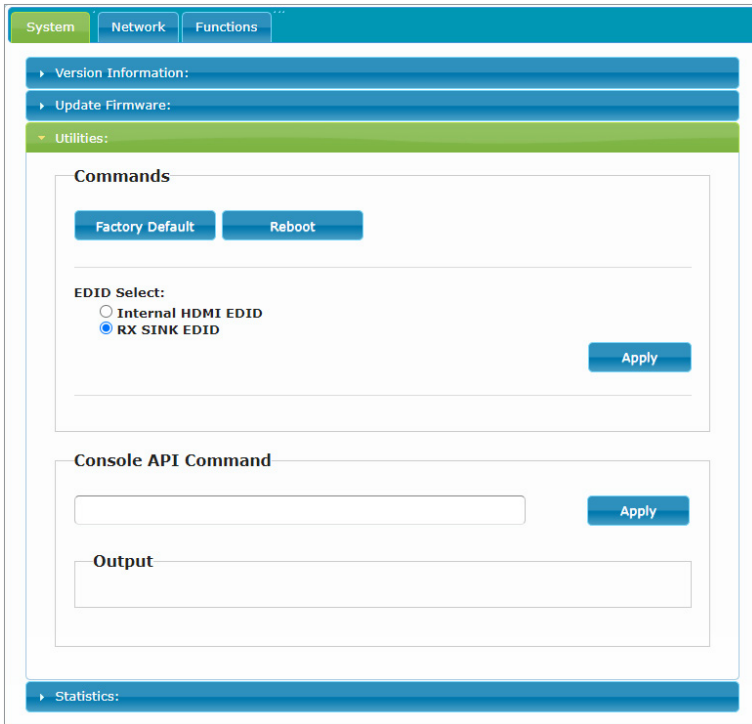 System Network Functions
Version Information:
Update Firmware:
Utilities:
Commands
Factory Default Reboot
EDID Select:
Internal HDMI EDID
RX SINK EDID
Apply
Console API Command
Apply
Output
Statistics: